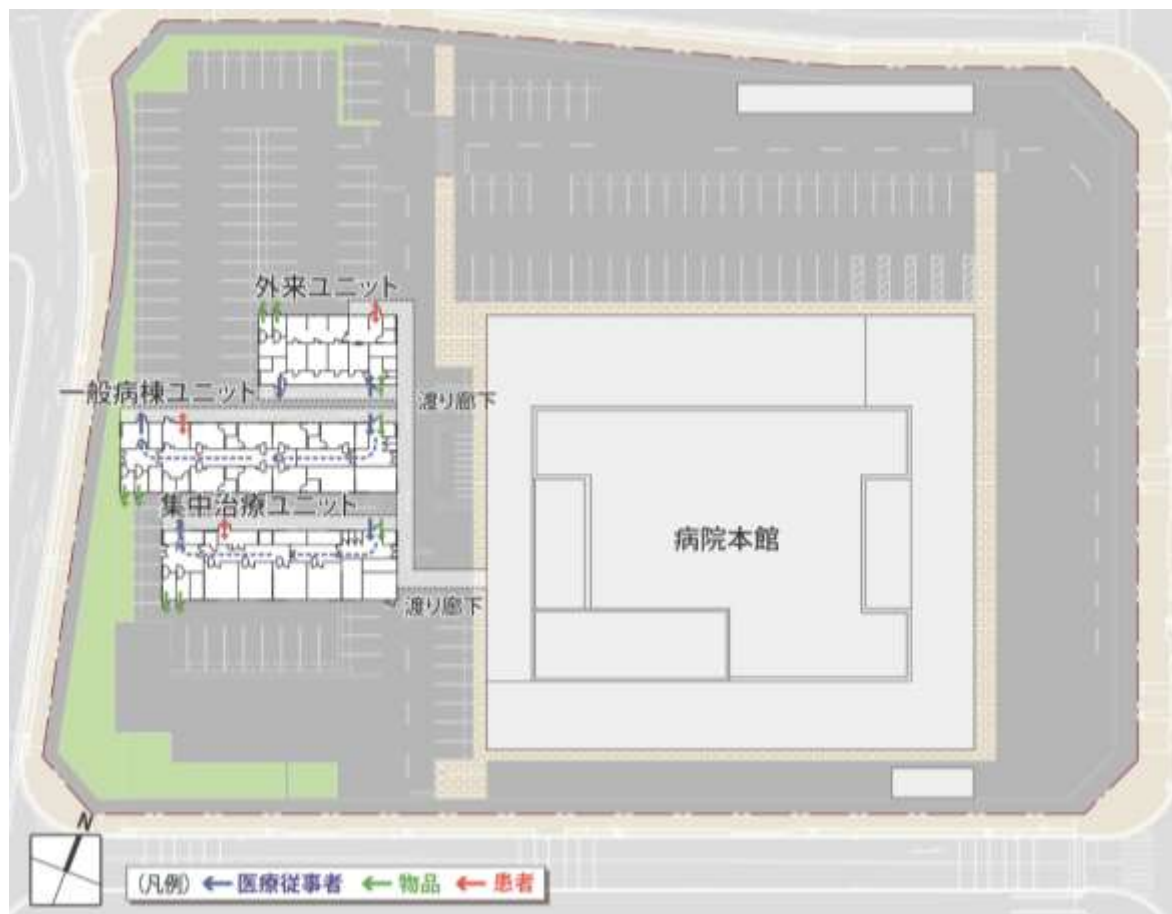 外来ユニット
一般病棟ユニット
渡り廊下
集中治療ユニット
病院本館
渡り廊下
N
(凡例) 医療従事者 物品 患者